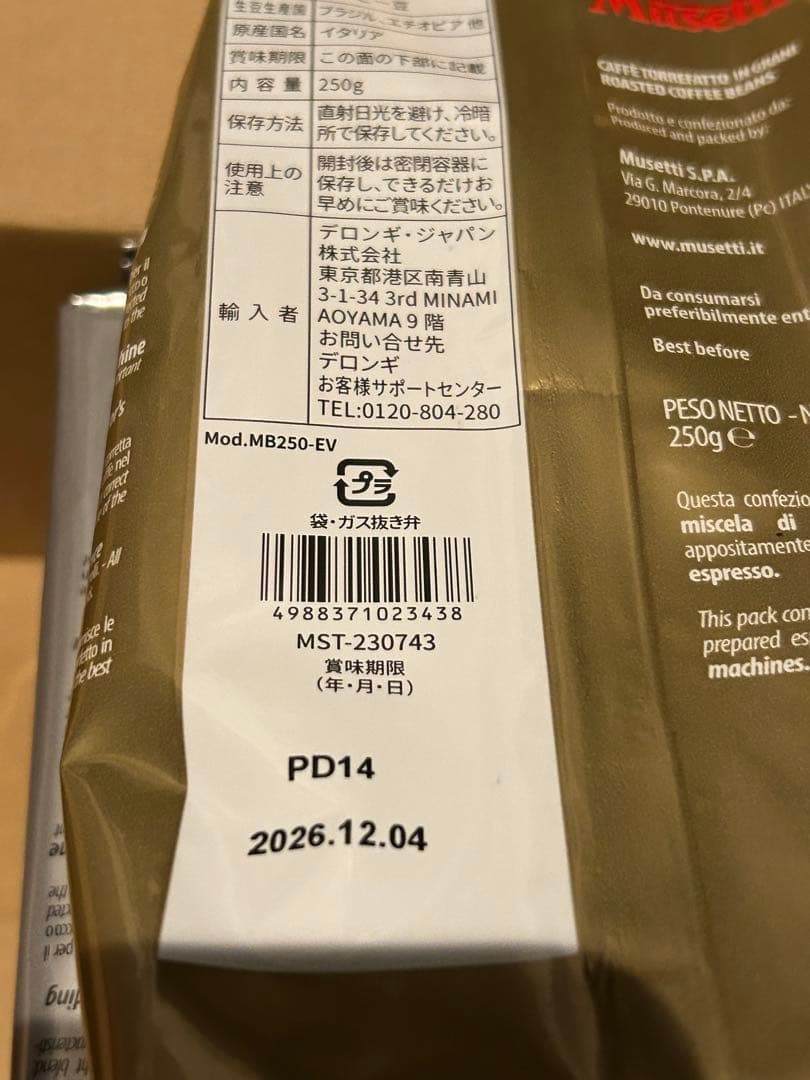 豆
生豆生産国 ブラジル、エチオピア 他
原産国名 イタリア
賞味期限 この面の下部に記載
内容量 250g
保存方法 直射日光を避け、冷暗
所で保存してください。
使用上の
注意
開封後は密閉容器に
保存し、できるだけお
早めにご賞味ください。
輸入者
デロンギ・ジャパン
株式会社
東京都港区南青山
3-1-34 3rd MINAMI
AOYAMA 9 階
お問い合せ先
デロンギ
お客様サポートセンター
TEL:0120-804-280
Mod.MB250-EV
プラ
袋・ガス抜き弁
4988371023438
MST-230743
賞味期限
(年・月・日)
PD14
2026.12.04
Musetti
CAFFÈ TORREFATTO IN GRANI
ROASTED COFFEE BEANS
Prodotto e confezionato da:
Produced and packed by:
Musetti S.P.A.
Via G. Marcora, 2/4
29010 Pontenure (Pc) ITAL
www.musetti.it
Da consumarsi
preferibilmente ent
Best before
PESO NETTO - N
250g ℮
Questa confezio
miscela di
appositamente
espresso.
This pack con
prepared es
machines.